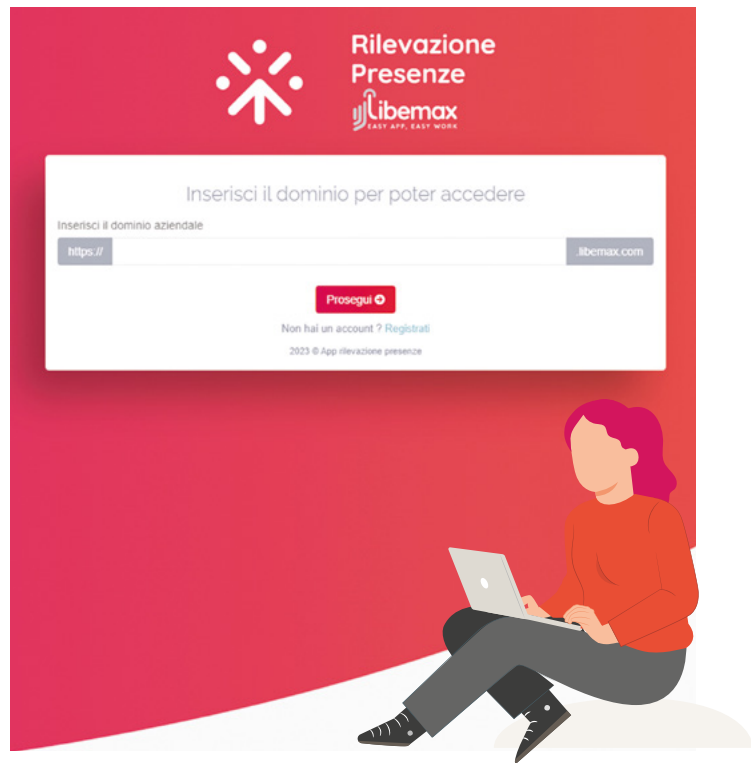 Rilevazione
Presenze
Libemax
EASY APP, EASY WORK
Inserisci il dominio per poter accedere
Inserisci il dominio aziendale
https://
.libemax.com
Prosegui
Non hai un account ? Registrati
2023 © App rilevazione presenze